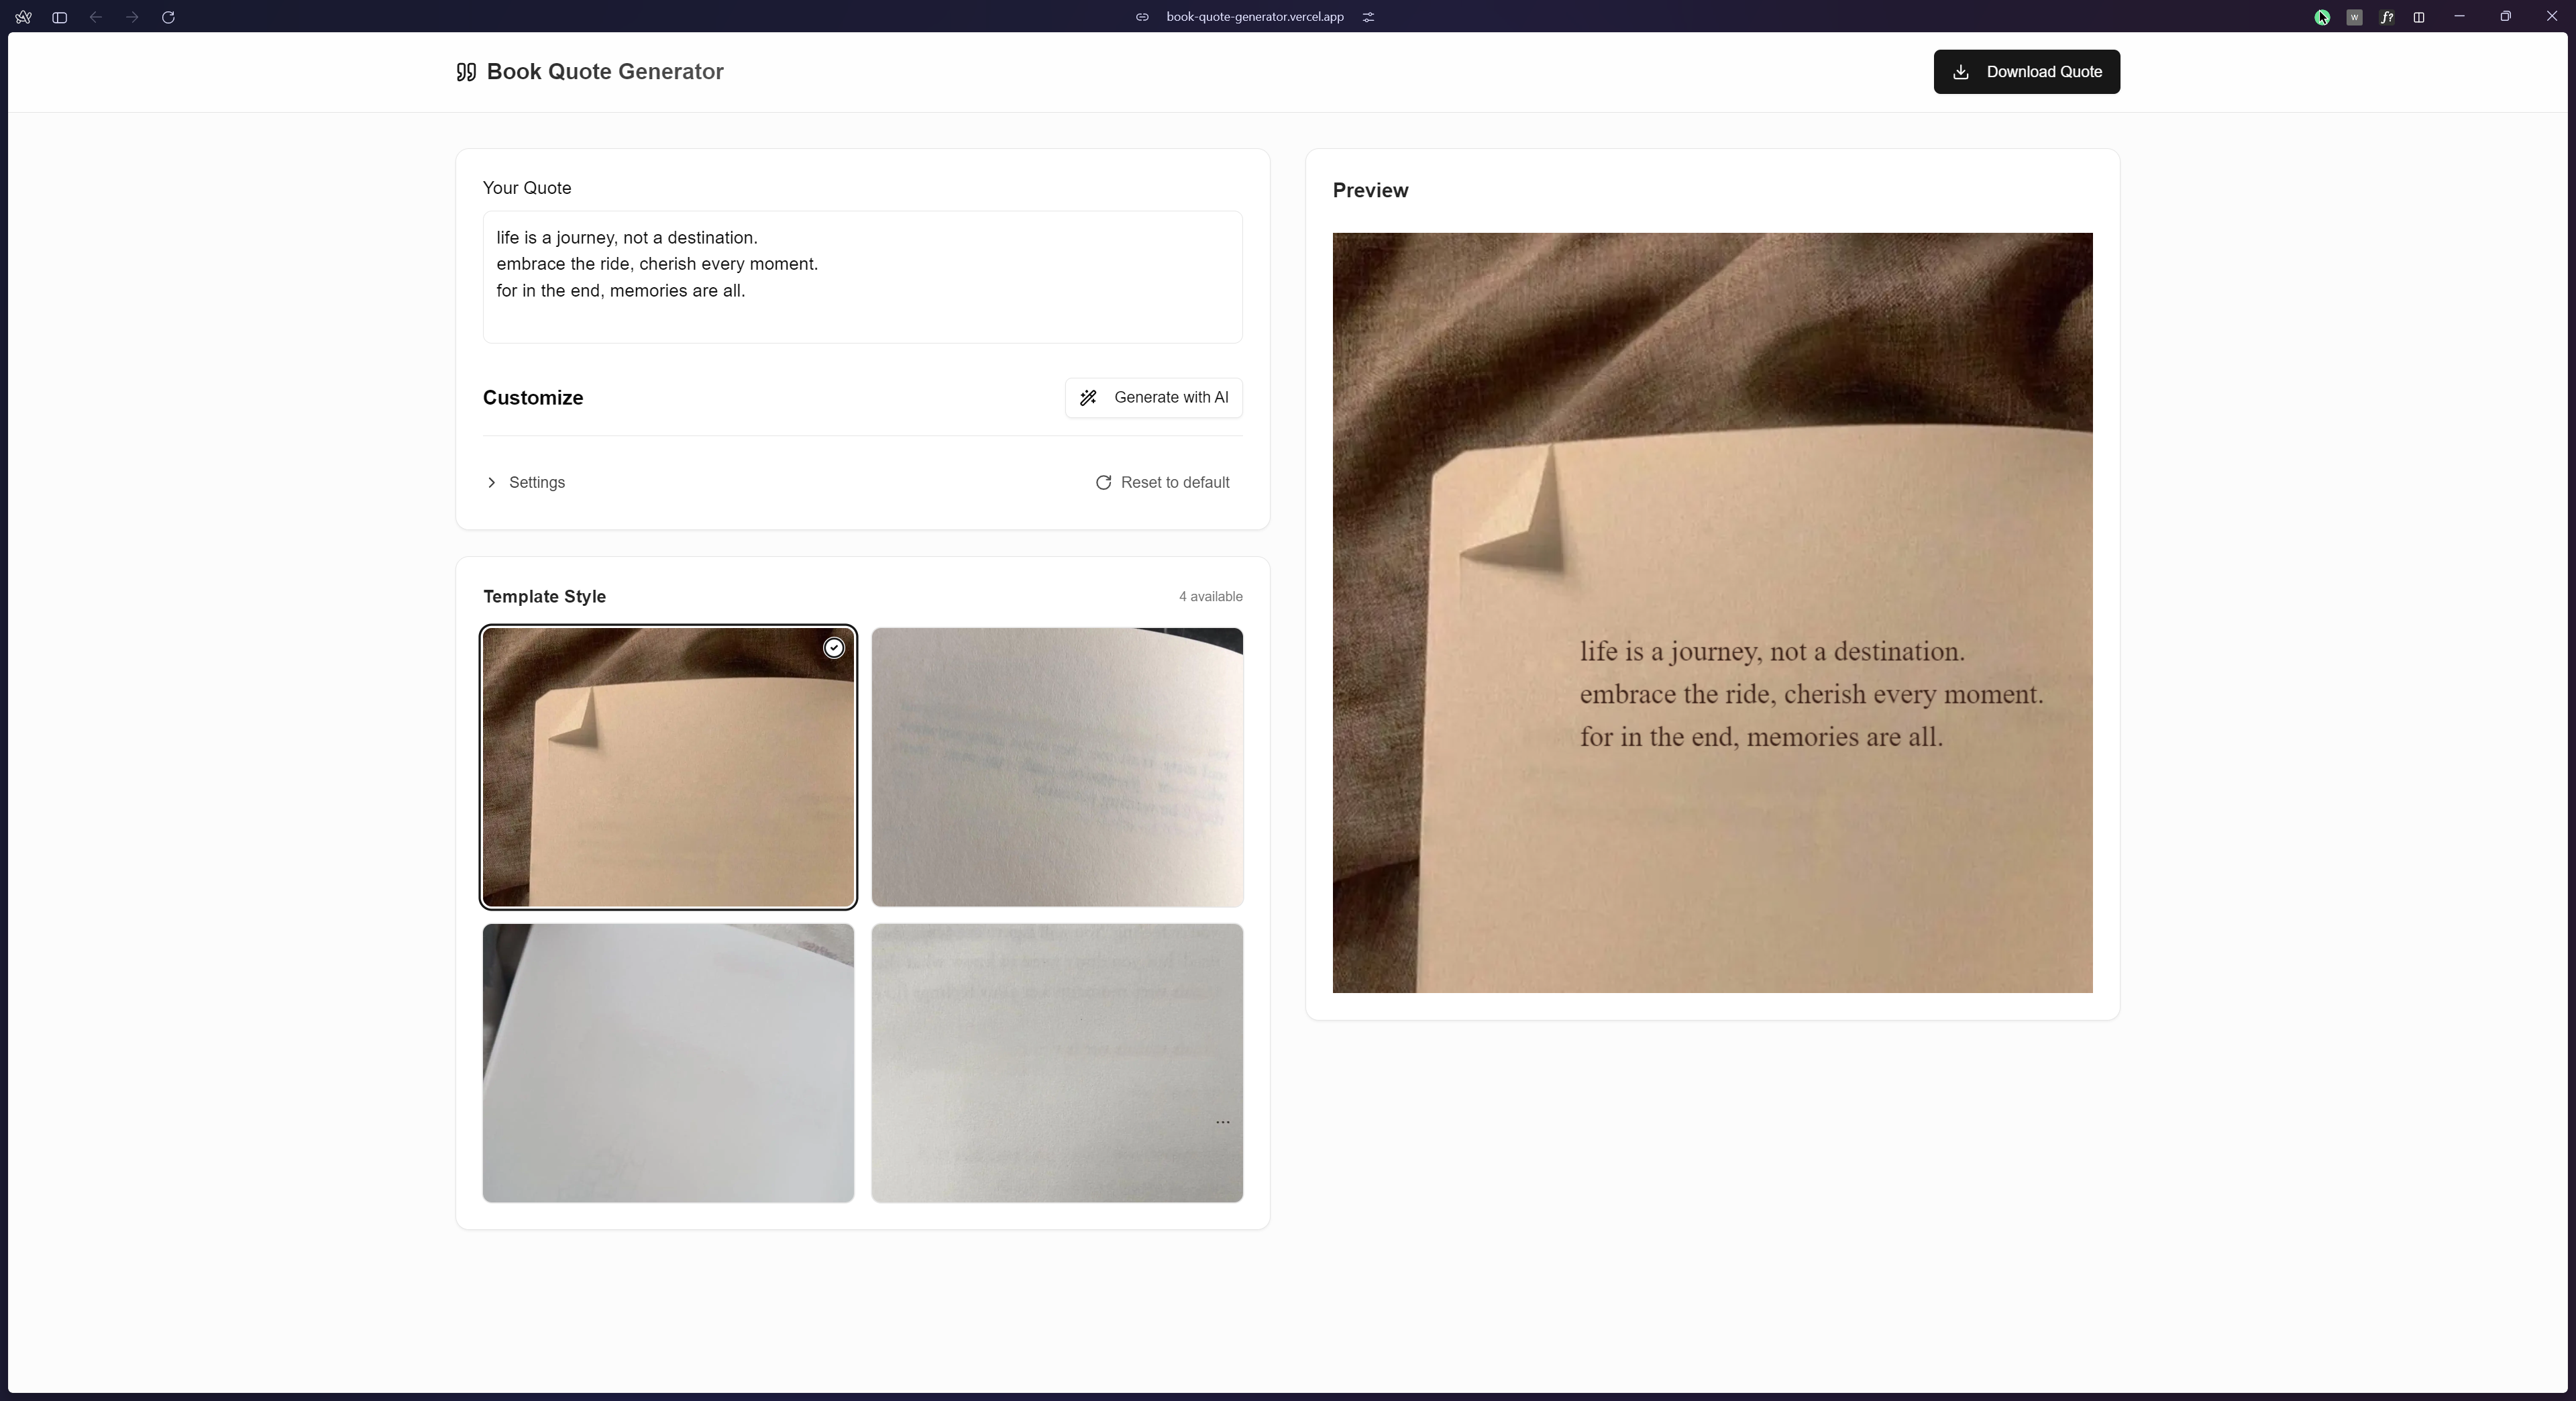 book-quote-generator.vercel.app
W
f?
Book Quote Generator
Download Quote
Your Quote
life is a journey, not a destination.
embrace the ride, cherish every moment.
for in the end, memories are all.
Customize
Generate with AI
Settings
Reset to default
Template Style
4 available
Preview
life is a journey, not a destination.
embrace the ride, cherish every moment.
for in the end, memories are all.